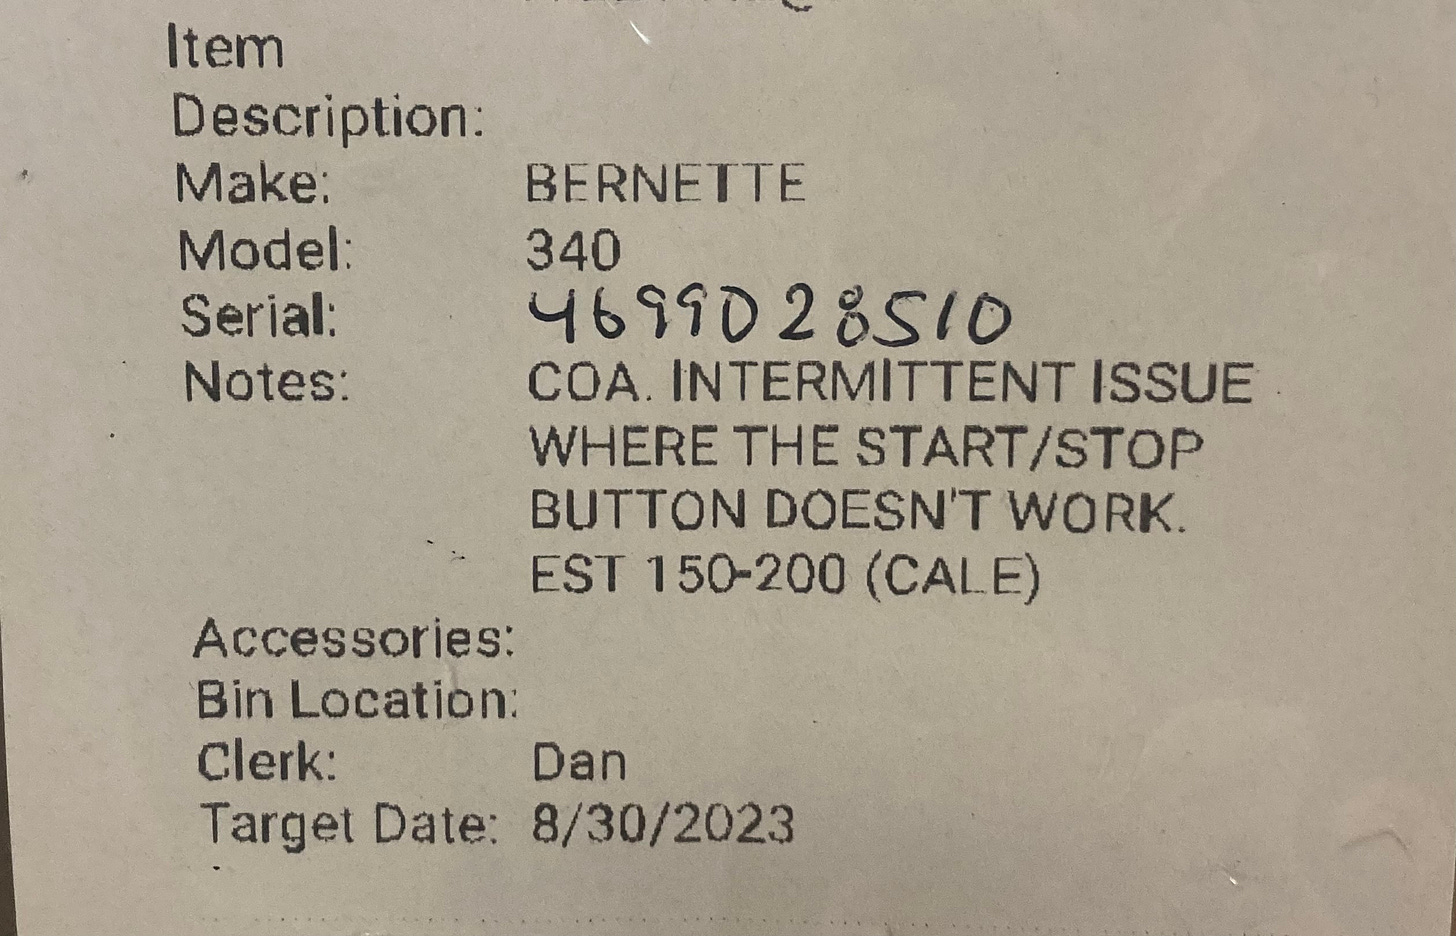 Item
Description:
Make: BERNETTE
Model: 340
Serial: 4699028510
Notes: COA. INTERMITTENT ISSUE
WHERE THE START/STOP
BUTTON DOESN'T WORK.
EST 150-200 (CALE)
Accessories:
Bin Location:
Clerk: Dan
Target Date: 8/30/2023